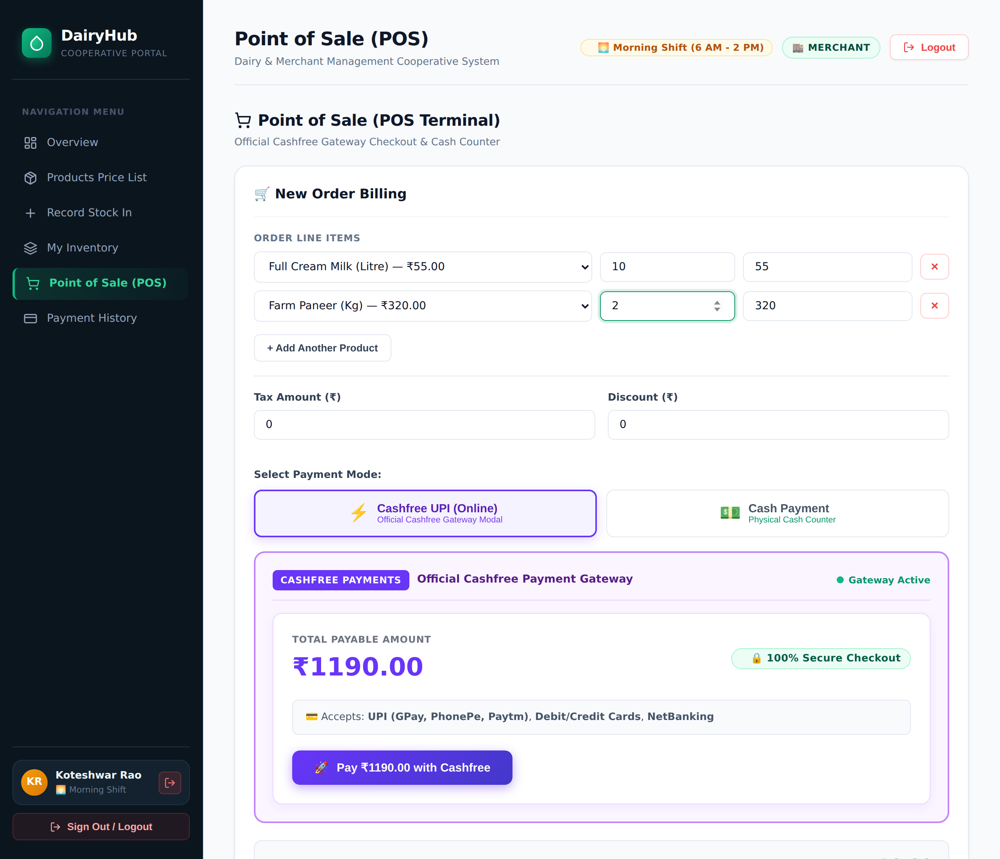 DairyHub
COOPERATIVE PORTAL
NAVIGATION MENU
Overview
Products Price List
Record Stock In
My Inventory
Point of Sale (POS)
Payment History
KR
Koteshwar Rao
🌅 Morning Shift
Sign Out / Logout
Point of Sale (POS)
Dairy & Merchant Management Cooperative System
🌅 Morning Shift (6 AM - 2 PM)
🏬 MERCHANT
Logout
Point of Sale (POS Terminal)
Official Cashfree Gateway Checkout & Cash Counter
🛒 New Order Billing
ORDER LINE ITEMS
Full Cream Milk (Litre) — ₹55.00 10 55 ✕
Farm Paneer (Kg) — ₹320.00 2 320 ✕
+ Add Another Product
Tax Amount (₹) Discount (₹)
0 0
Select Payment Mode:
⚡ Cashfree UPI (Online)
Official Cashfree Gateway Modal
💵 Cash Payment
Physical Cash Counter
CASHFREE PAYMENTS Official Cashfree Payment Gateway ● Gateway Active
TOTAL PAYABLE AMOUNT
₹1190.00
🔒 100% Secure Checkout
💳 Accepts: UPI (GPay, PhonePe, Paytm), Debit/Credit Cards, NetBanking
🚀 Pay ₹1190.00 with Cashfree